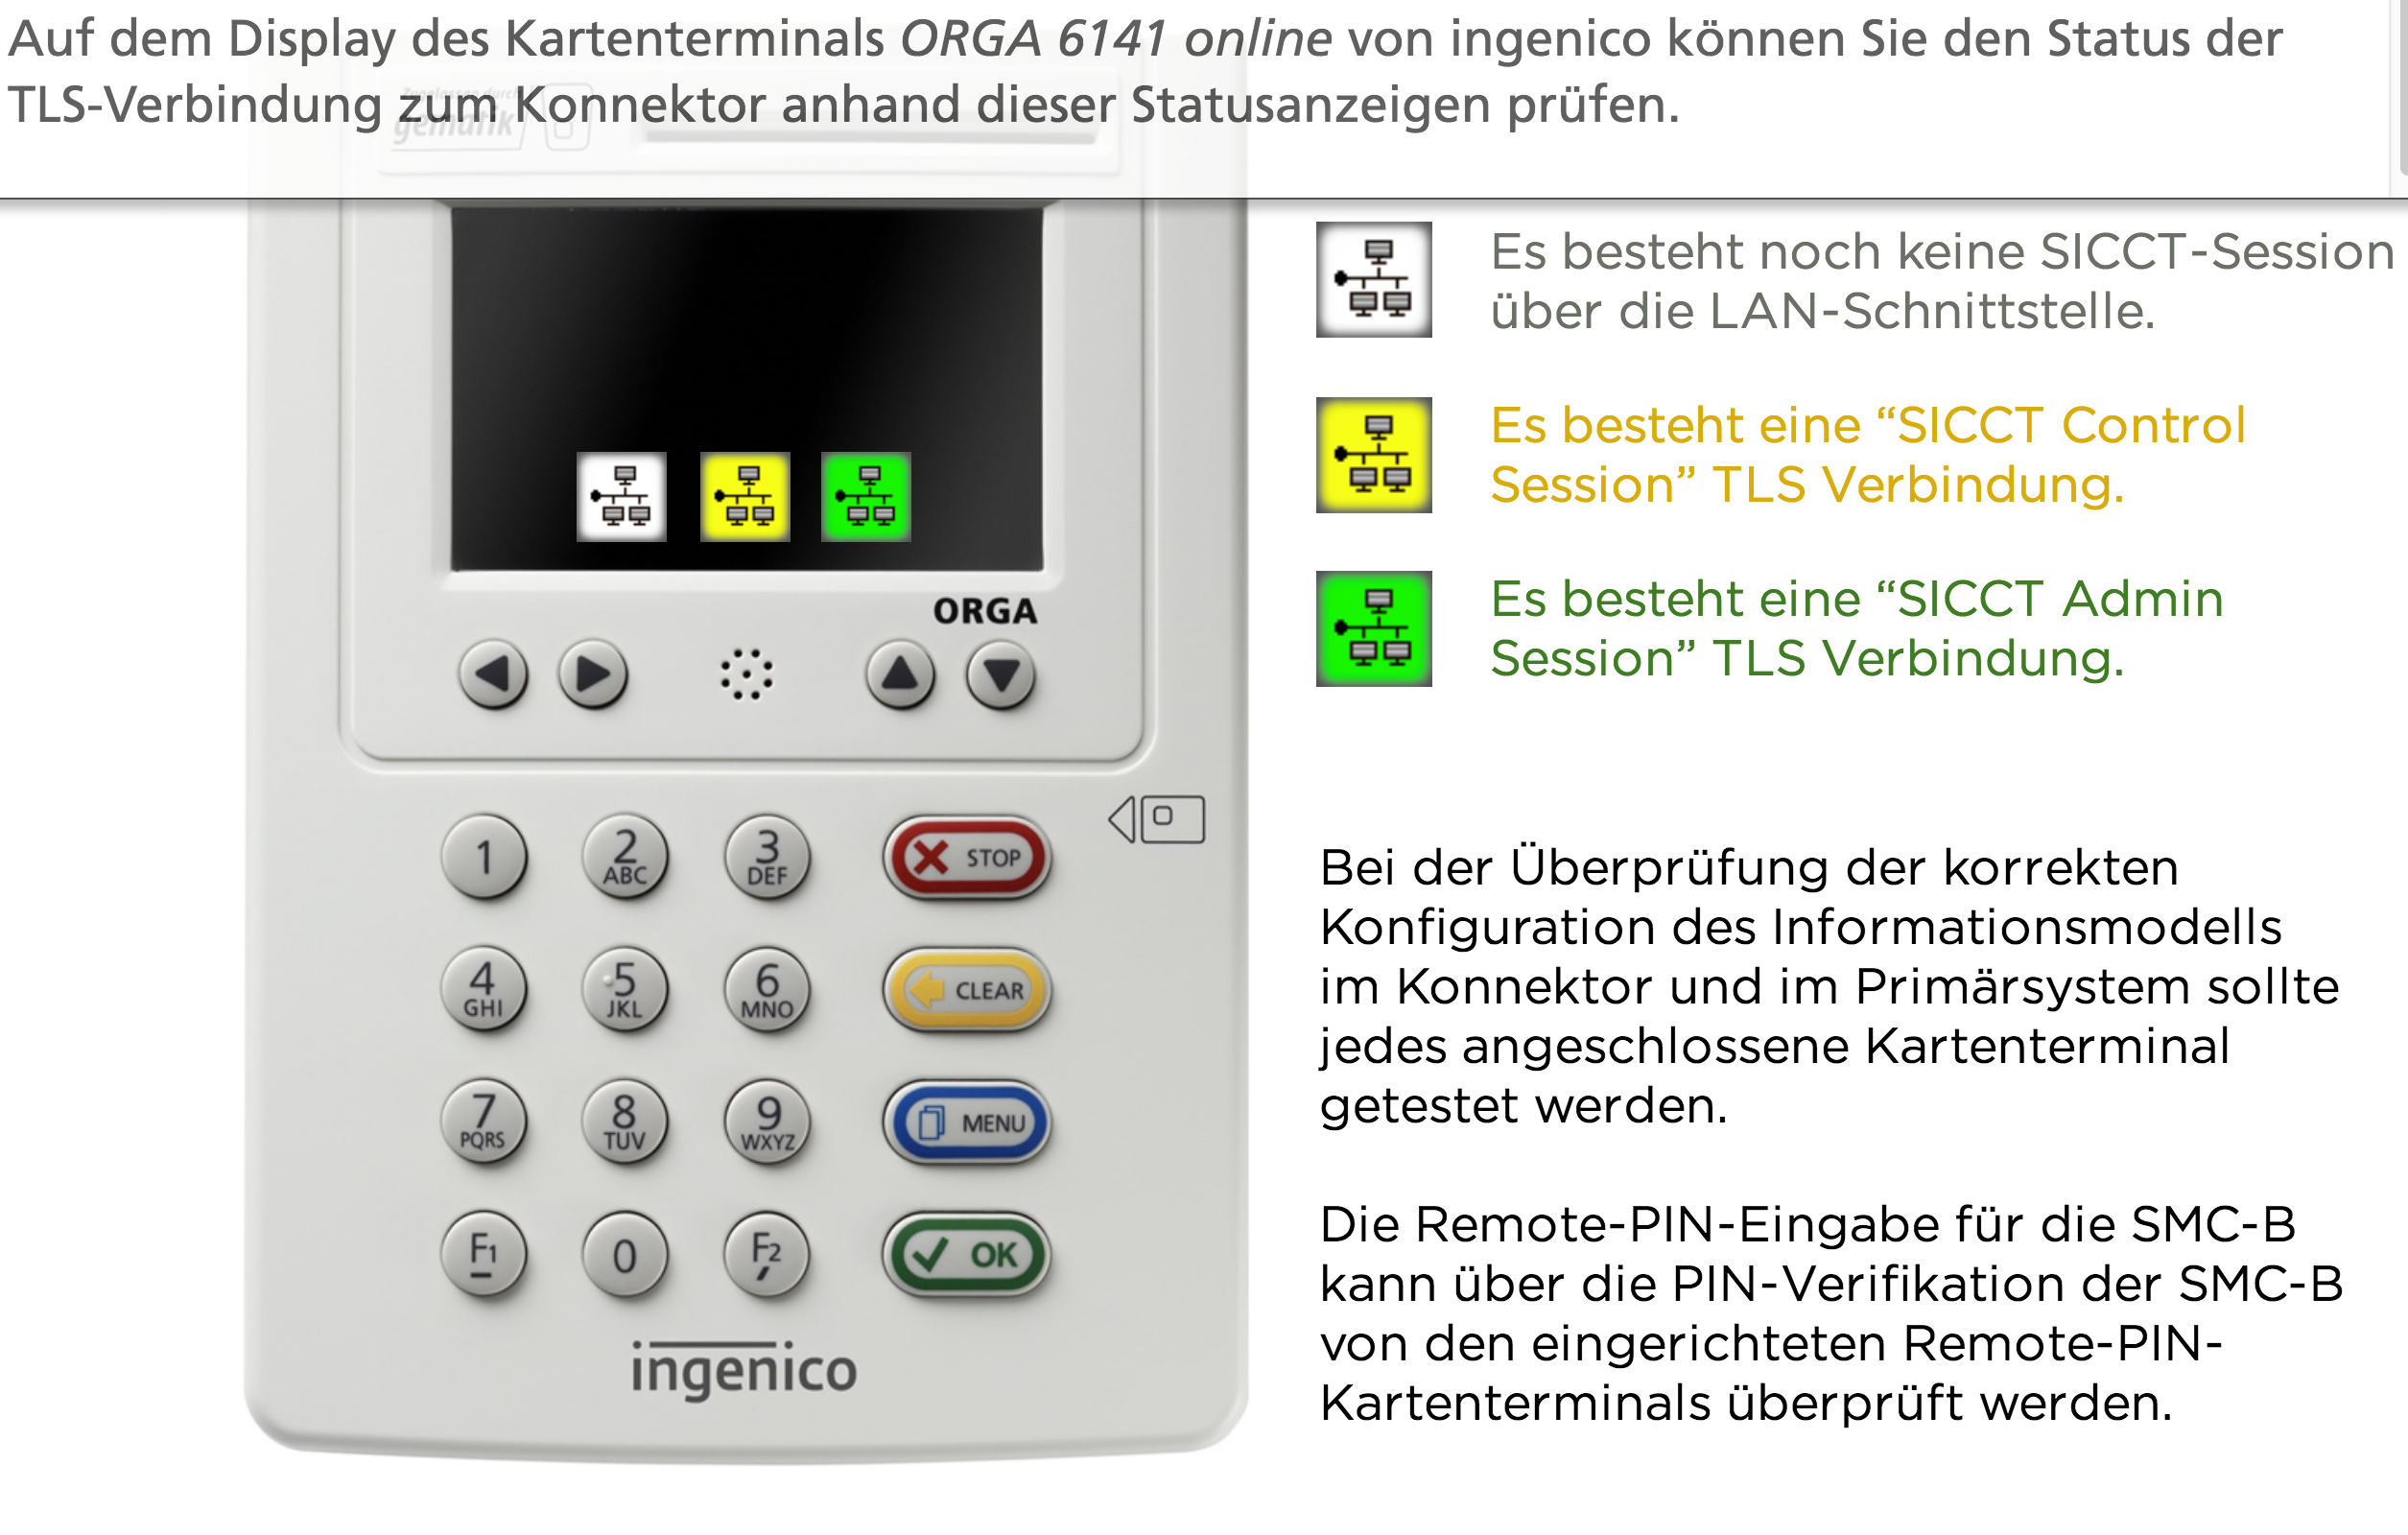 Auf dem Display des Kartenterminals ORGA 6141 online von ingenico können Sie den Status der
TLS-Verbindung zum Konnektor anhand dieser Statusanzeigen prüfen.
Zugelassen durch
gematik
Es besteht noch keine SICCT-Session
über die LAN-Schnittstelle.
Es besteht eine “SICCT Control
Session” TLS Verbindung.
Es besteht eine “SICCT Admin
Session” TLS Verbindung.
ORGA
1
2
ABC
3
DEF
STOP
4
GHI
5
JKL
6
MNO
CLEAR
7
PQRS
8
TUV
9
WXYZ
MENU
F1
0
F2
OK
ingenico
Bei der Überprüfung der korrekten
Konfiguration des Informationsmodells
im Konnektor und im Primärsystem sollte
jedes angeschlossene Kartenterminal
getestet werden.
Die Remote-PIN-Eingabe für die SMC-B
kann über die PIN-Verifikation der SMC-B
von den eingerichteten Remote-PIN-
Kartenterminals überprüft werden.